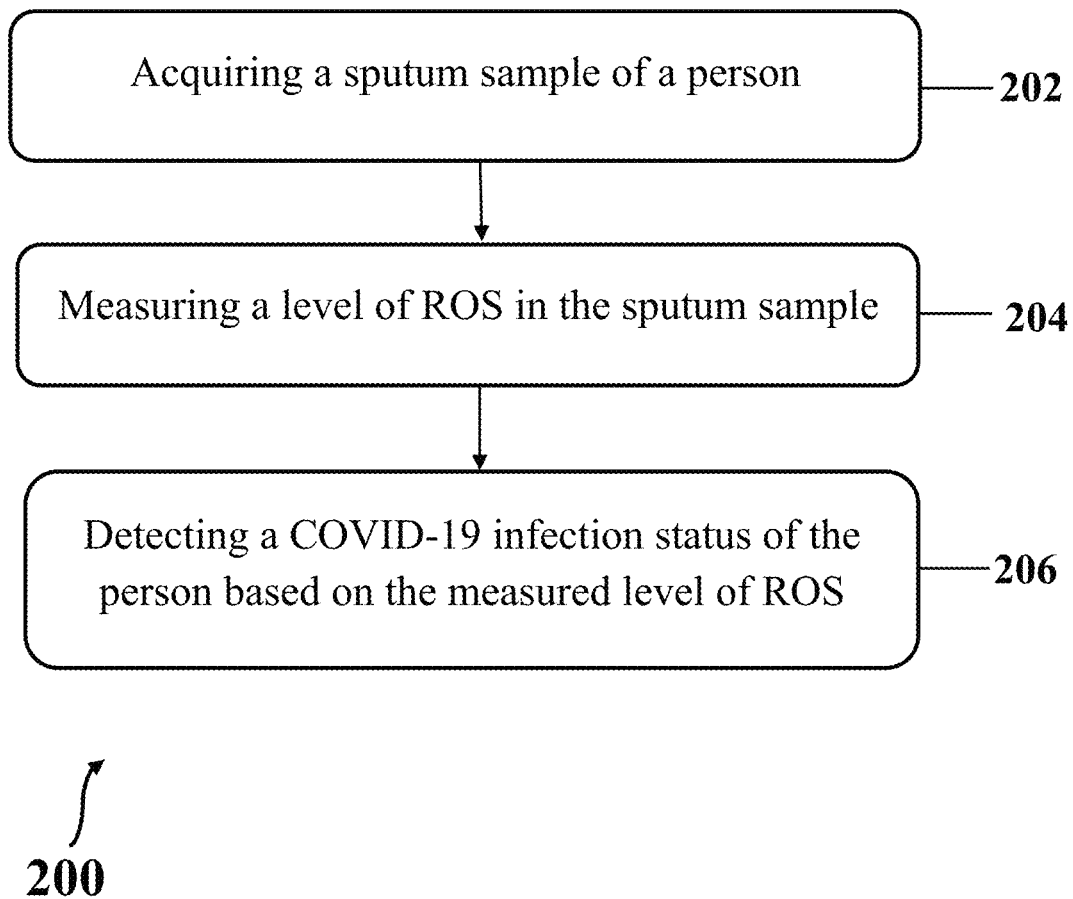 Acquiring a sputum sample of a person
202
Measuring a level of ROS in the sputum sample
204
Detecting a COVID-19 infection status of the
person based on the measured level of ROS
206
200